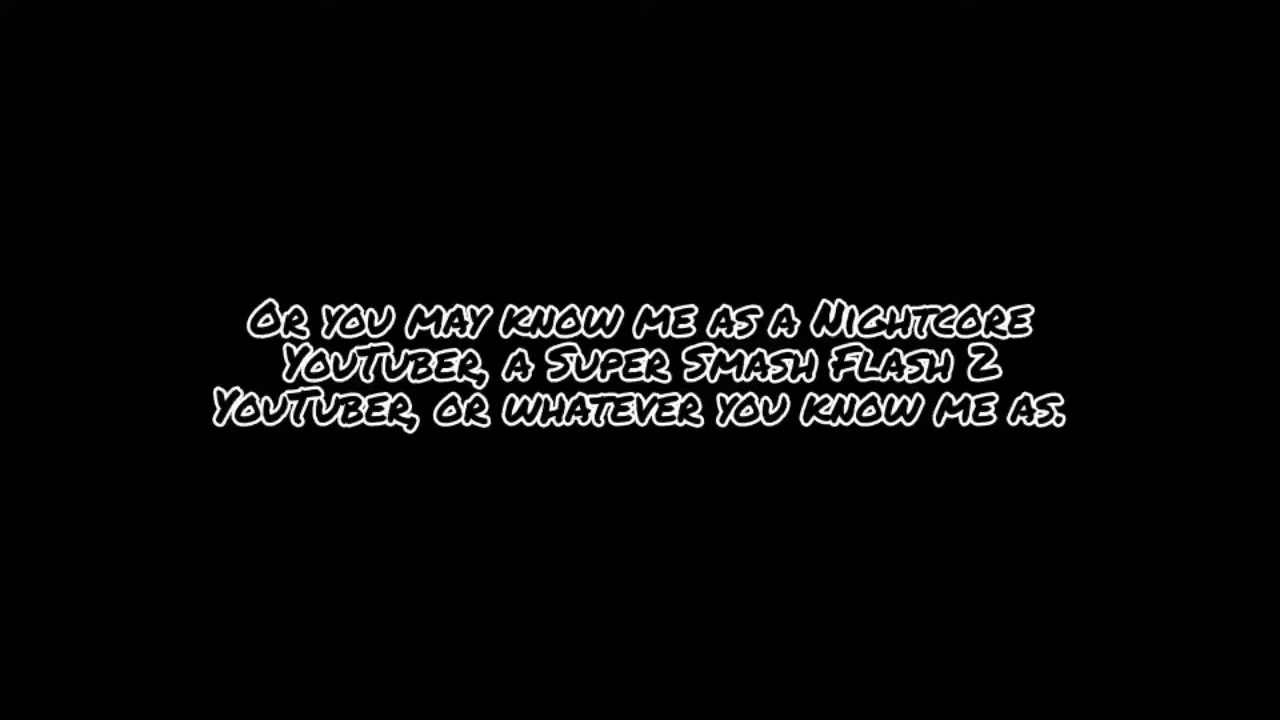 Or you may know me as a Nightcore
YouTuber, a Super Smash Flash 2
YouTuber, or whatever you know me as.